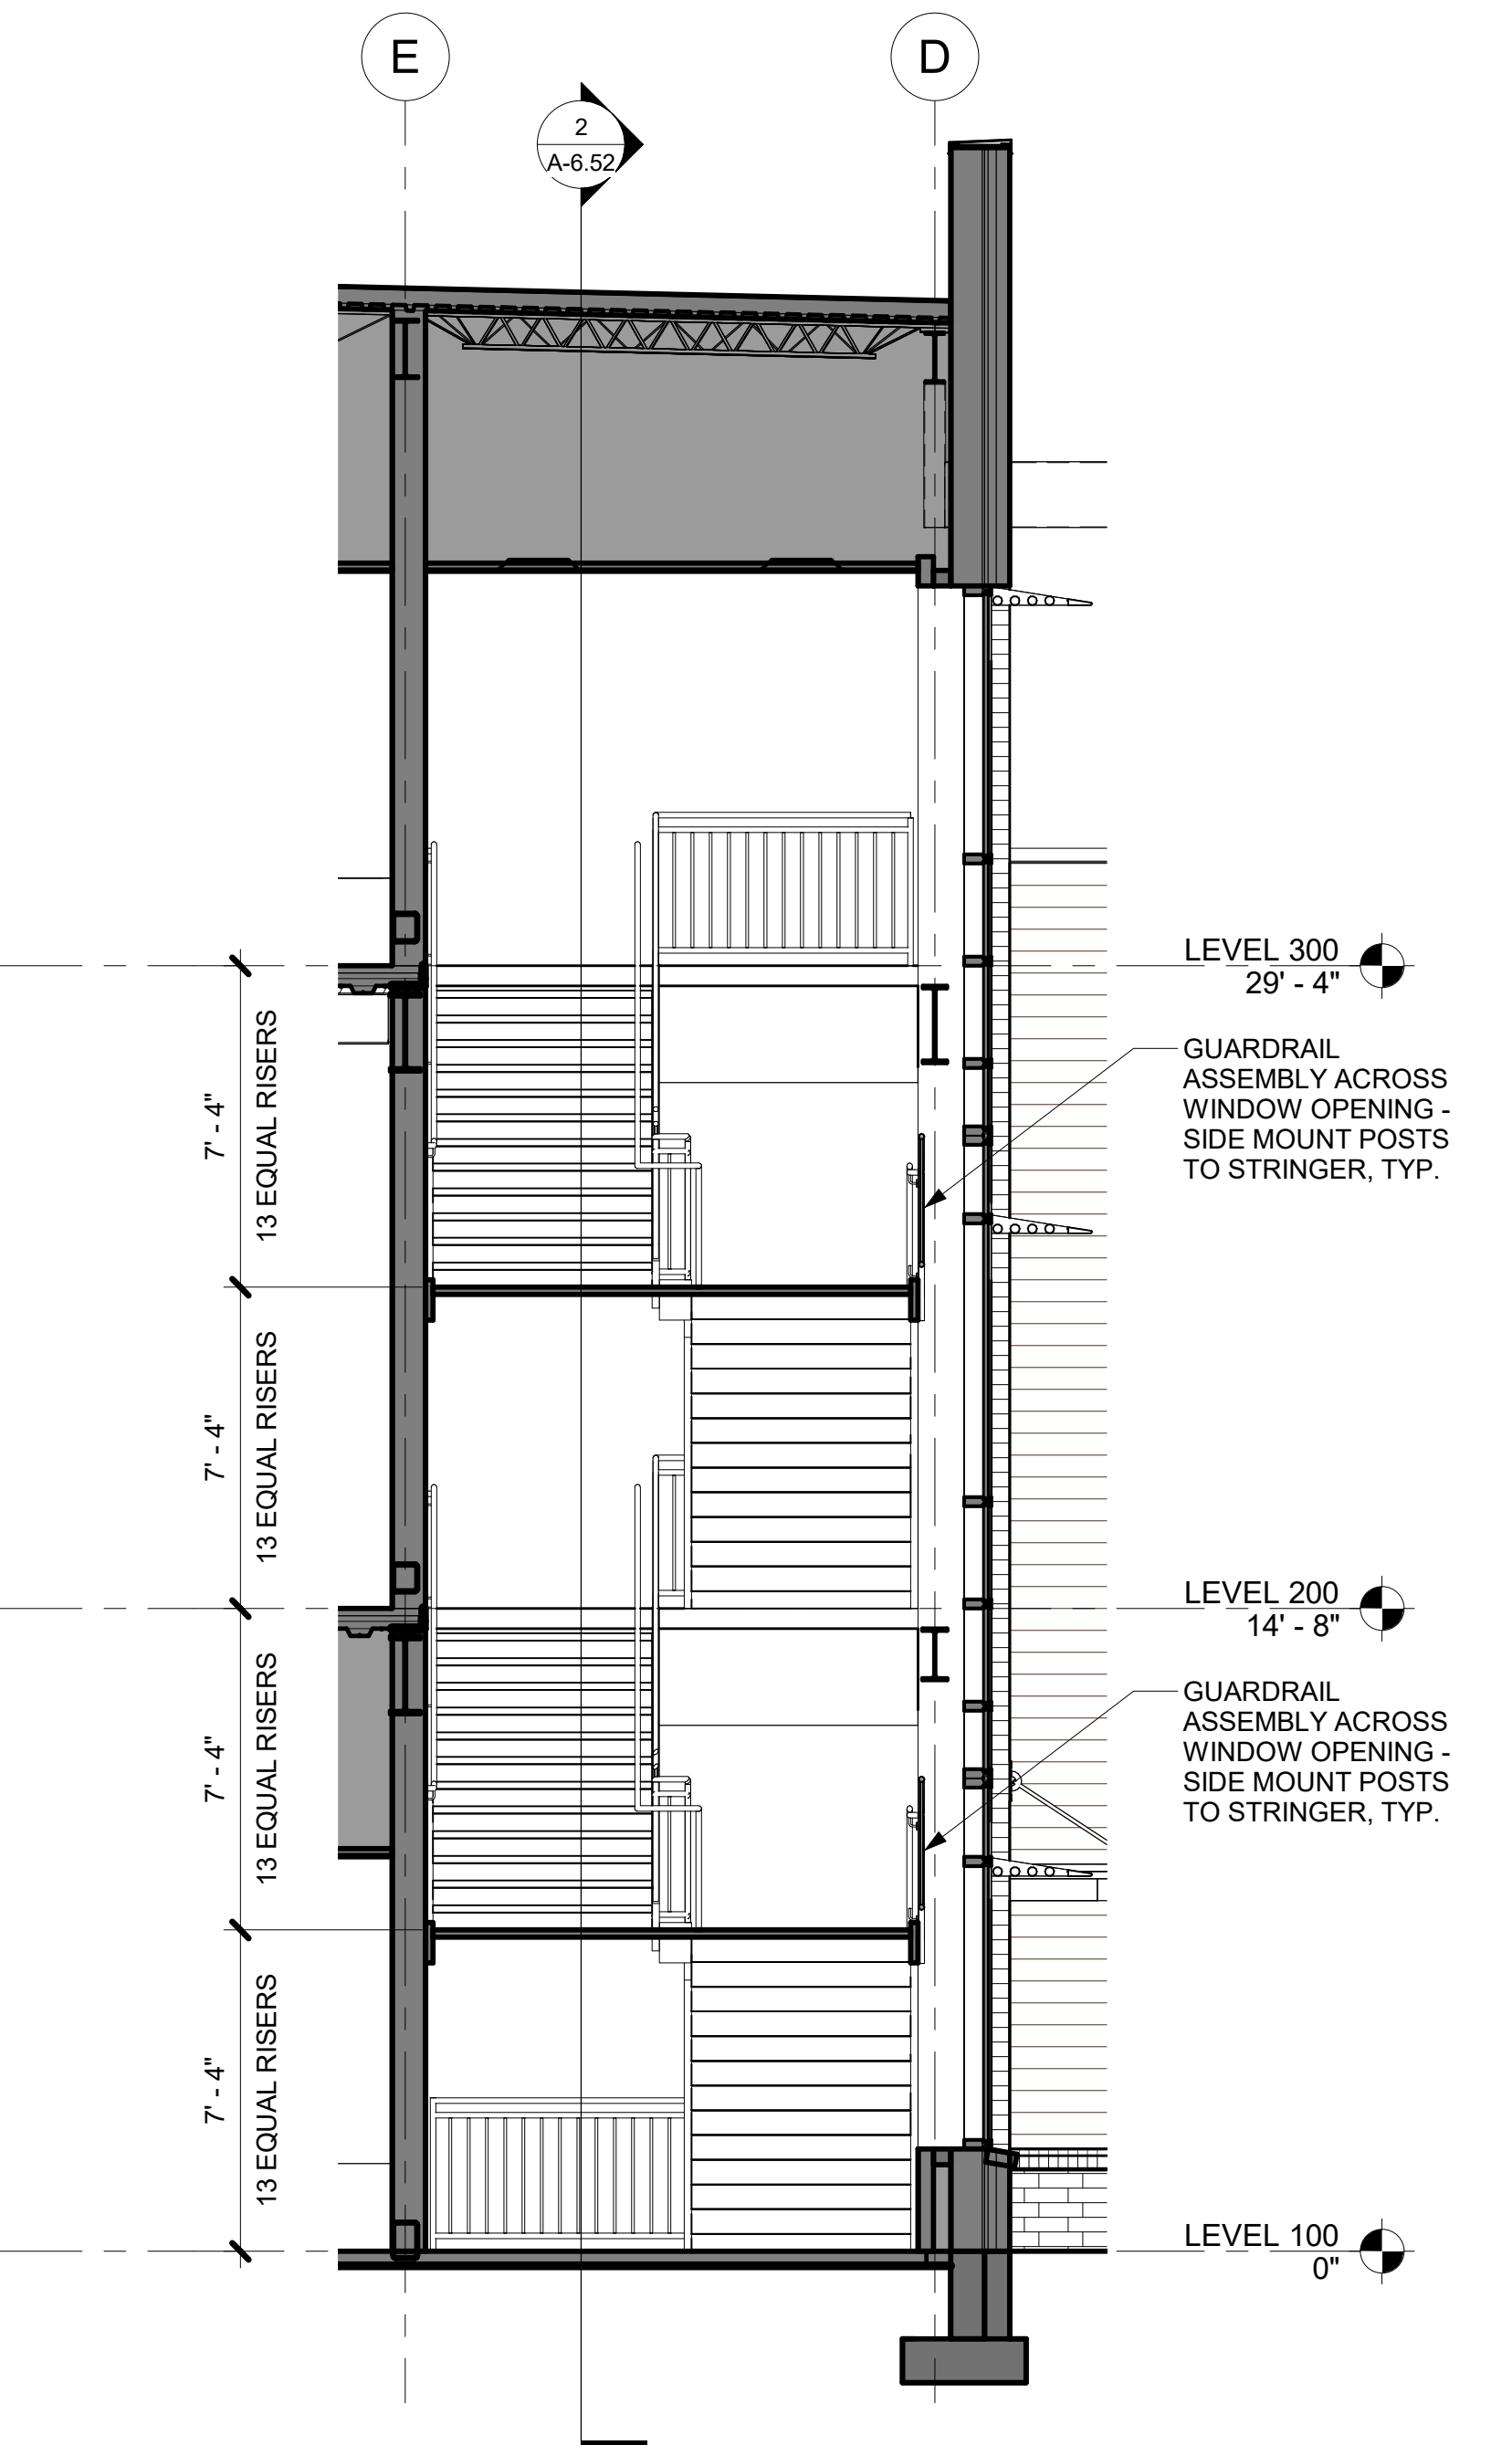 E
D
2
A-6.52
LEVEL 300
29' - 4"
GUARDRAIL
ASSEMBLY ACROSS
WINDOW OPENING -
SIDE MOUNT POSTS
TO STRINGER, TYP.
7' - 4"
13 EQUAL RISERS
7' - 4"
13 EQUAL RISERS
LEVEL 200
14' - 8"
GUARDRAIL
ASSEMBLY ACROSS
WINDOW OPENING -
SIDE MOUNT POSTS
TO STRINGER, TYP.
7' - 4"
13 EQUAL RISERS
7' - 4"
13 EQUAL RISERS
LEVEL 100
0"